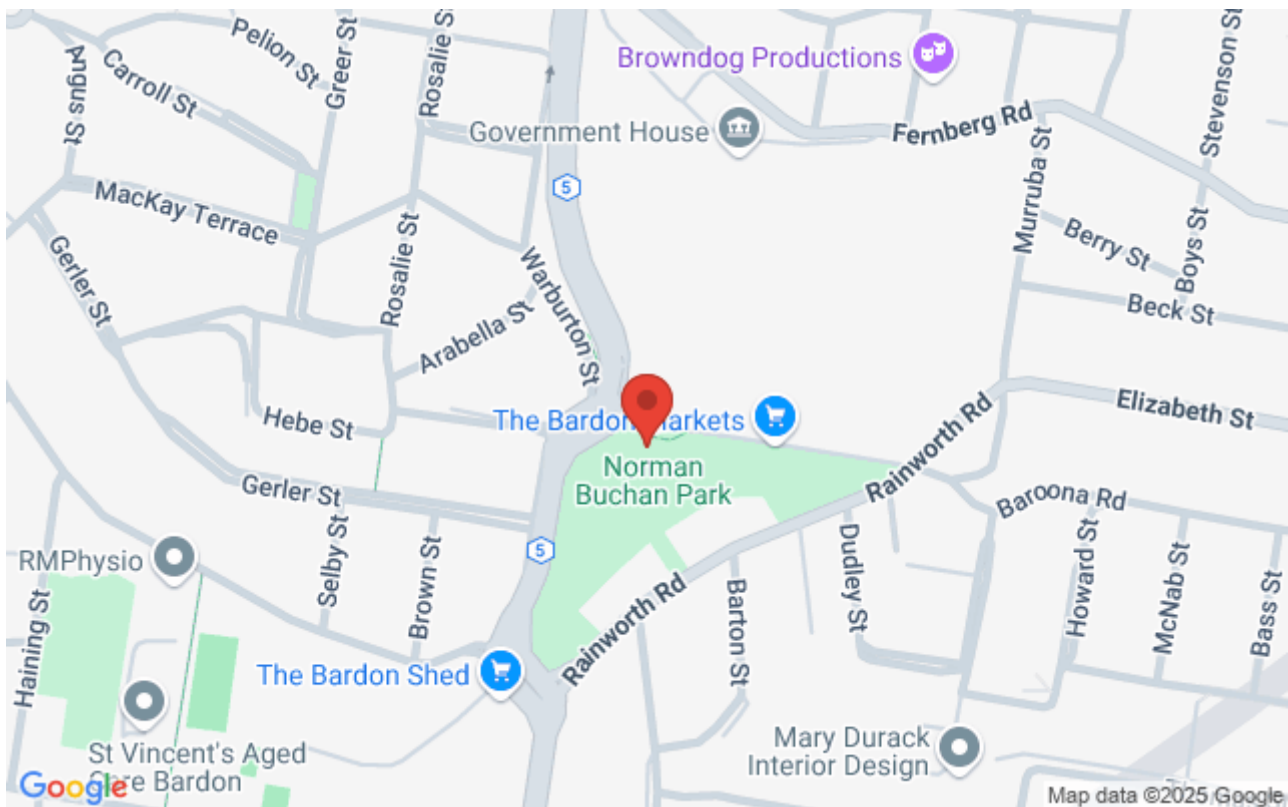 Pelion St
Greer St
Rosalie St
Angus St
Carroll St
Browndog Productions
Stevenson St
Government House
Fernberg Rd
5
Murruba St
MacKay Terrace
Berry St
Boys St
Gerler St
Rosalie St
Warburton St
Beck St
Arabella St
Elizabeth St
Hebe St
The Bardon Markets
Rainworth Rd
Norman
Buchan Park
Gerler St
Baroona Rd
Selby St
Brown St
5
RMPhysio
Dudley St
Howard St
McNab St
Bass St
Haining St
Rainworth Rd
Barton St
The Bardon Shed
St Vincent's Aged
Care Bardon
Mary Durack
Interior Design
Google
Map data ©2025 Google